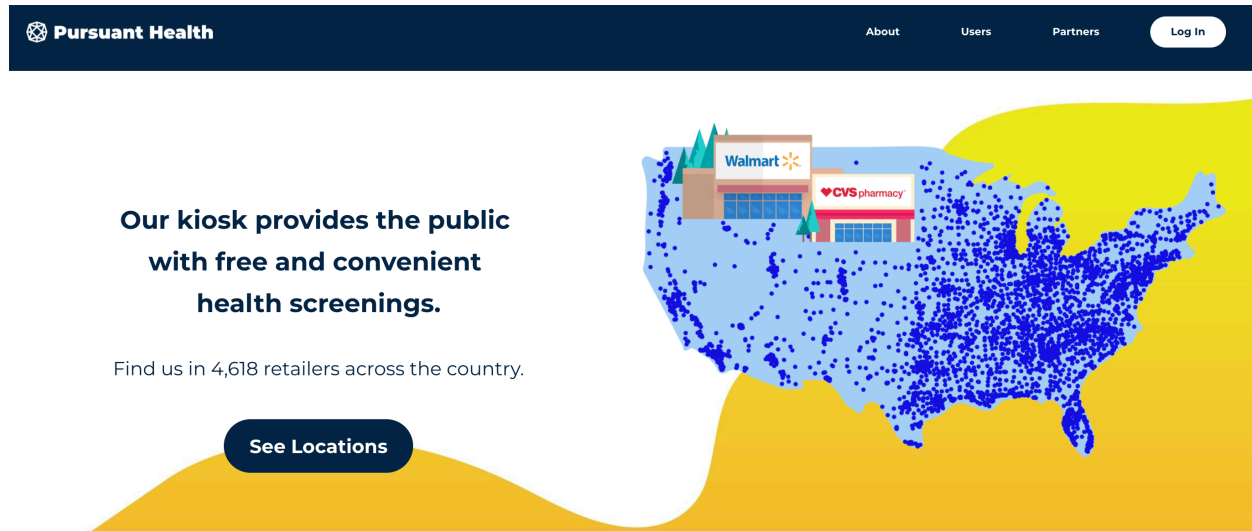 Pursuant Health
About
Users
Partners
Log In
Walmart
CVS pharmacy
Our kiosk provides the public
with free and convenient
health screenings.
Find us in 4,618 retailers across the country.
See Locations